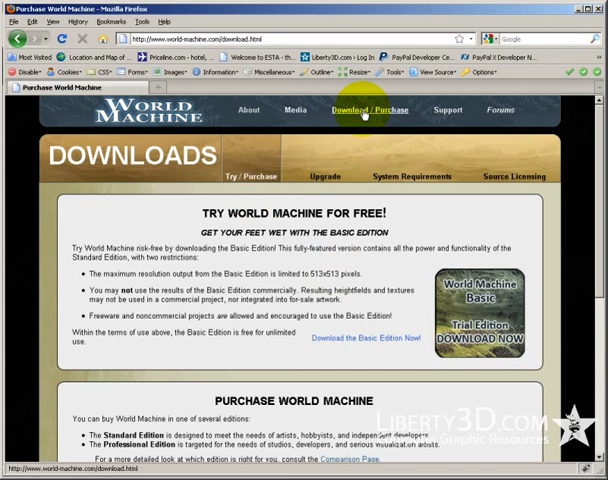 Purchase World Machine - Mozilla Firefox
File Edit View History Bookmarks Tools Help
http://www.world-machine.com/download.html
Google
Most Visited Location and Map of ... Priceline.com - hotel, ... Welcome to ESTA - th... Liberty3D.com › Log In PayPal Developer Ce... PayPal X Developer N...
Disable Cookies CSS Forms Images Information Miscellaneous Outline Resize Tools View Source Options
Purchase World Machine
WORLD MACHINE
About Media Download / Purchase Support Forums
DOWNLOADS
Try / Purchase Upgrade System Requirements Source Licensing
TRY WORLD MACHINE FOR FREE!
GET YOUR FEET WET WITH THE BASIC EDITION
Try World Machine risk-free by downloading the Basic Edition! This fully-featured version contains all the power and functionality of the
Standard Edition, with two restrictions:
• The maximum resolution output from the Basic Edition is limited to 513x513 pixels.
• You may not use the results of the Basic Edition commercially. Resulting heightfields and textures
may not be used in a commercial project, nor integrated into for-sale artwork.
• Freeware and noncommercial projects are allowed and encouraged to use the Basic Edition!
Within the terms of use above, the Basic Edition is free for unlimited
use.
Download the Basic Edition Now!
World Machine
Basic
Trial Edition
DOWNLOAD NOW
PURCHASE WORLD MACHINE
You can buy World Machine in one of several editions:
• The Standard Edition is designed to meet the needs of artists, hobbyists, and independent developers.
• The Professional Edition is targeted for the needs of studios, developers, and serious visualization artists.
For a more detailed look at which edition is right for you, consult the Comparison Page.
LIBERTY3D.COM
Graphic Resources
http://www.world-machine.com/download.html